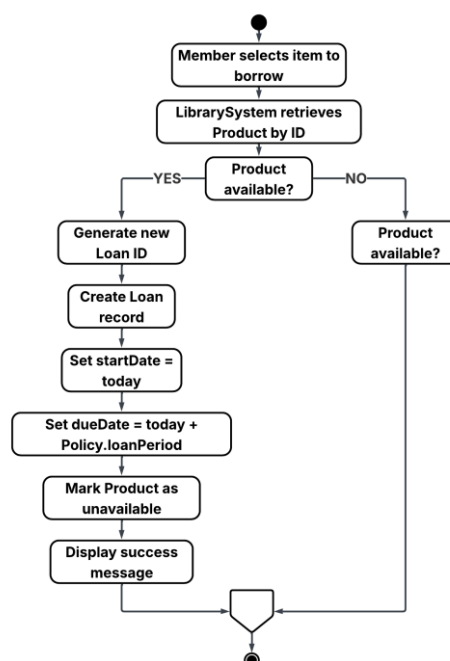 Member selects item to
borrow
LibrarySystem retrieves
Product by ID
Product
available?
YES
NO
Generate new
Loan ID
Product
available?
Create Loan
record
Set startDate =
today
Set dueDate = today +
Policy.loanPeriod
Mark Product as
unavailable
Display success
message